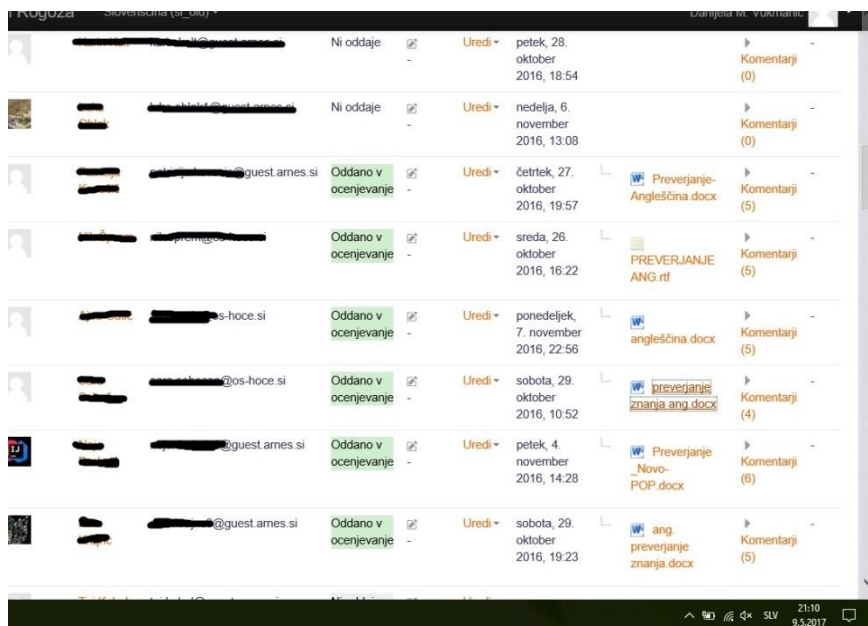 Rogoza
Slovenščina (sl_old)
Danijela M. Vukmanić
Ni oddaje
-
Uredi
petek, 28.
oktober
2016, 18:54
Komentarji
(0)
-
Ni oddaje
-
Uredi
nedelja, 6.
november
2016, 13:08
Komentarji
(0)
-
@guest.arnes.si
Oddano v
ocenjevanje
-
Uredi
četrtek, 27.
oktober
2016, 19:57
Preverjanje-
Angleščina.docx
Komentarji
(5)
-
Oddano v
ocenjevanje
-
Uredi
sreda, 26.
oktober
2016, 16:22
PREVERJANJE
ANG.rtf
Komentarji
(5)
-
os-hoce.si
Oddano v
ocenjevanje
-
Uredi
ponedeljek,
7. november
2016, 22:56
angleščina.docx
Komentarji
(5)
-
@os-hoce.si
Oddano v
ocenjevanje
-
Uredi
sobota, 29.
oktober
2016, 10:52
preverjanje
znanja ang.docx
Komentarji
(4)
-
@guest.arnes.si
Oddano v
ocenjevanje
-
Uredi
petek, 4.
november
2016, 14:28
Preverjanje
_Novo-
POP.docx
Komentarji
(6)
-
@guest.arnes.si
Oddano v
ocenjevanje
-
Uredi
sobota, 29.
oktober
2016, 19:23
ang.
preverjanje
znanja.docx
Komentarji
(5)
-
SLV
21:10
9.5.2017